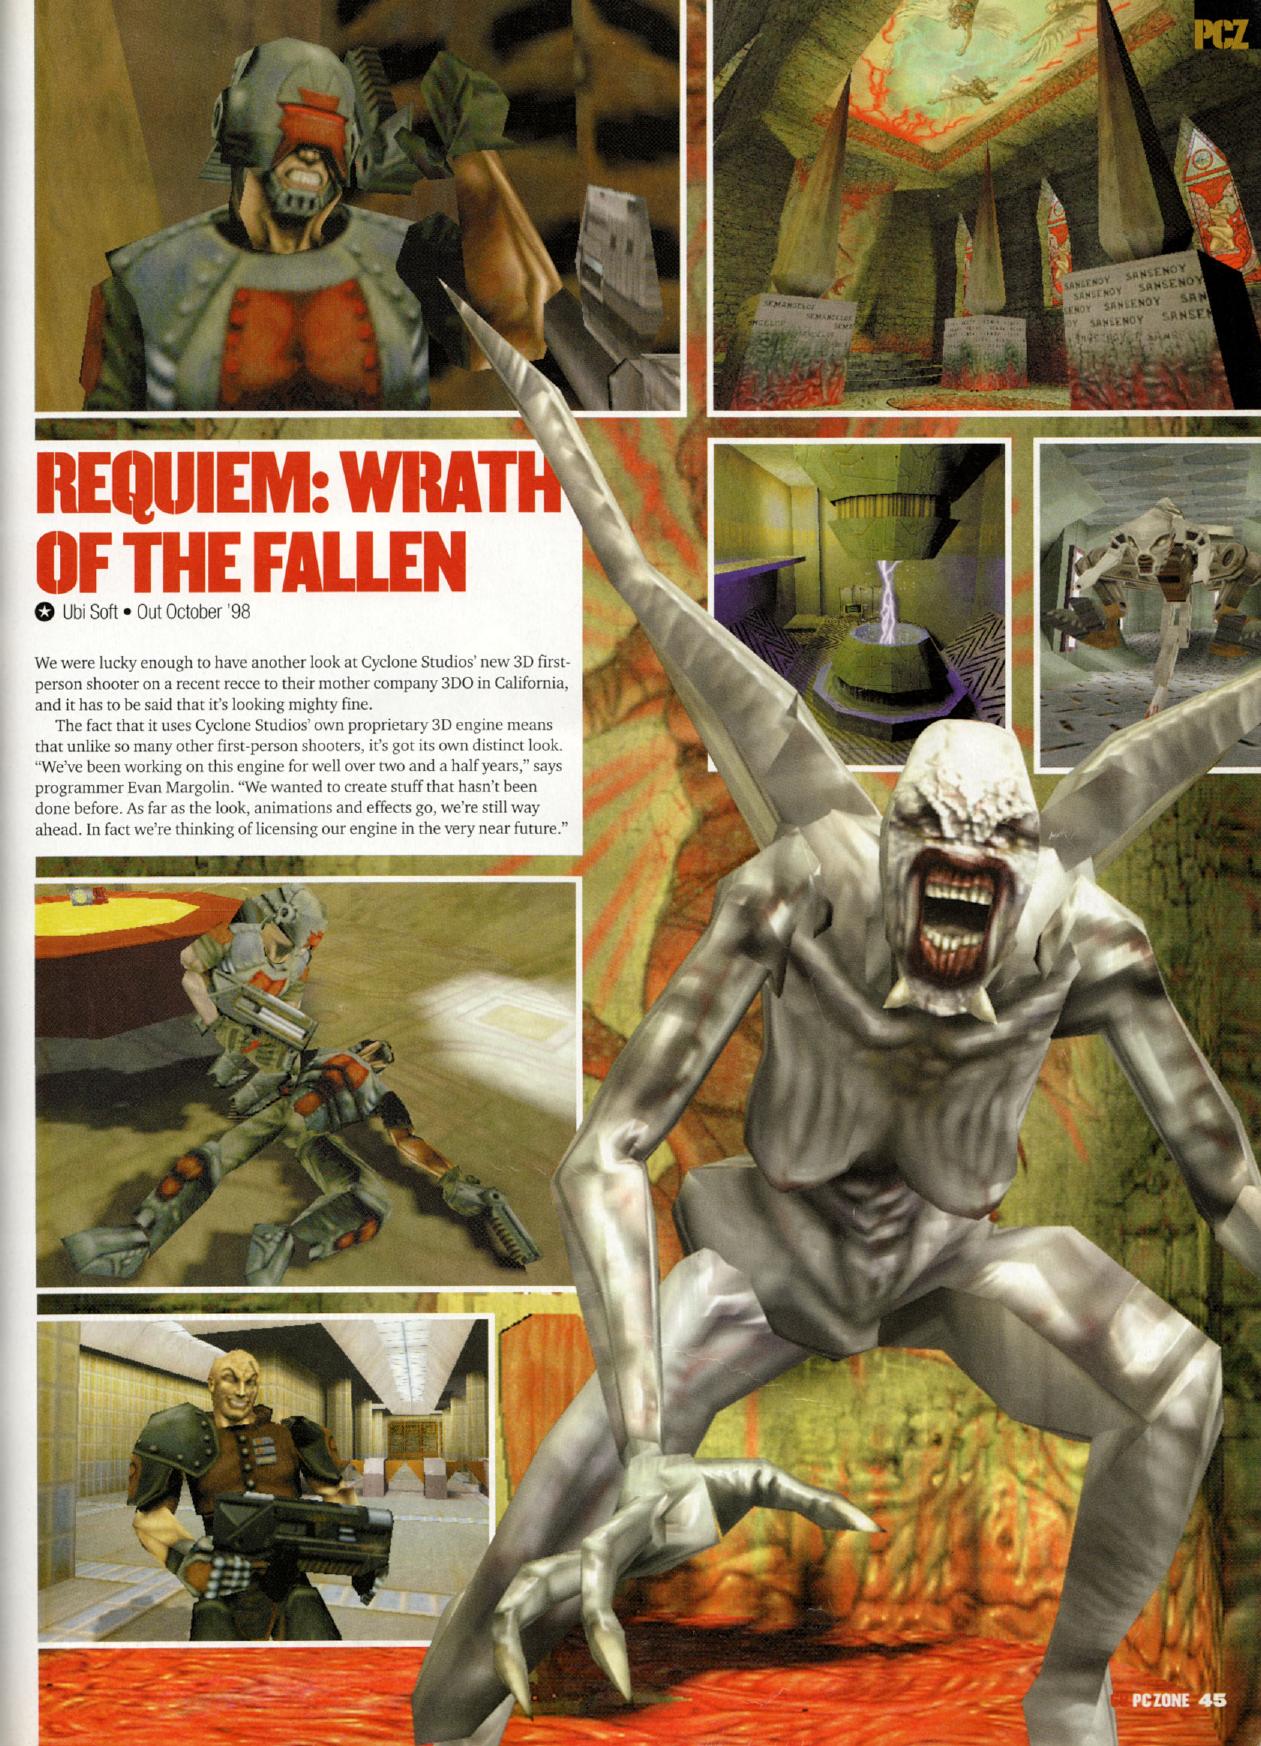 PCZ
SEMANGELOF
SEMANGELOF
SANSENOY SANSENOY
SANSENOY SANSENOY
SANSENOY SAN
SANSENOY
REQUIEM: WRATH
OF THE FALLEN
Ubi Soft • Out October '98
We were lucky enough to have another look at Cyclone Studios' new 3D first-
person shooter on a recent recce to their mother company 3DO in California,
and it has to be said that it's looking mighty fine.
The fact that it uses Cyclone Studios' own proprietary 3D engine means
that unlike so many other first-person shooters, it's got its own distinct look.
“We've been working on this engine for well over two and a half years,” says
programmer Evan Margolin. “We wanted to create stuff that hasn't been
done before. As far as the look, animations and effects go, we're still way
ahead. In fact we're thinking of licensing our engine in the very near future.”
PC ZONE 45